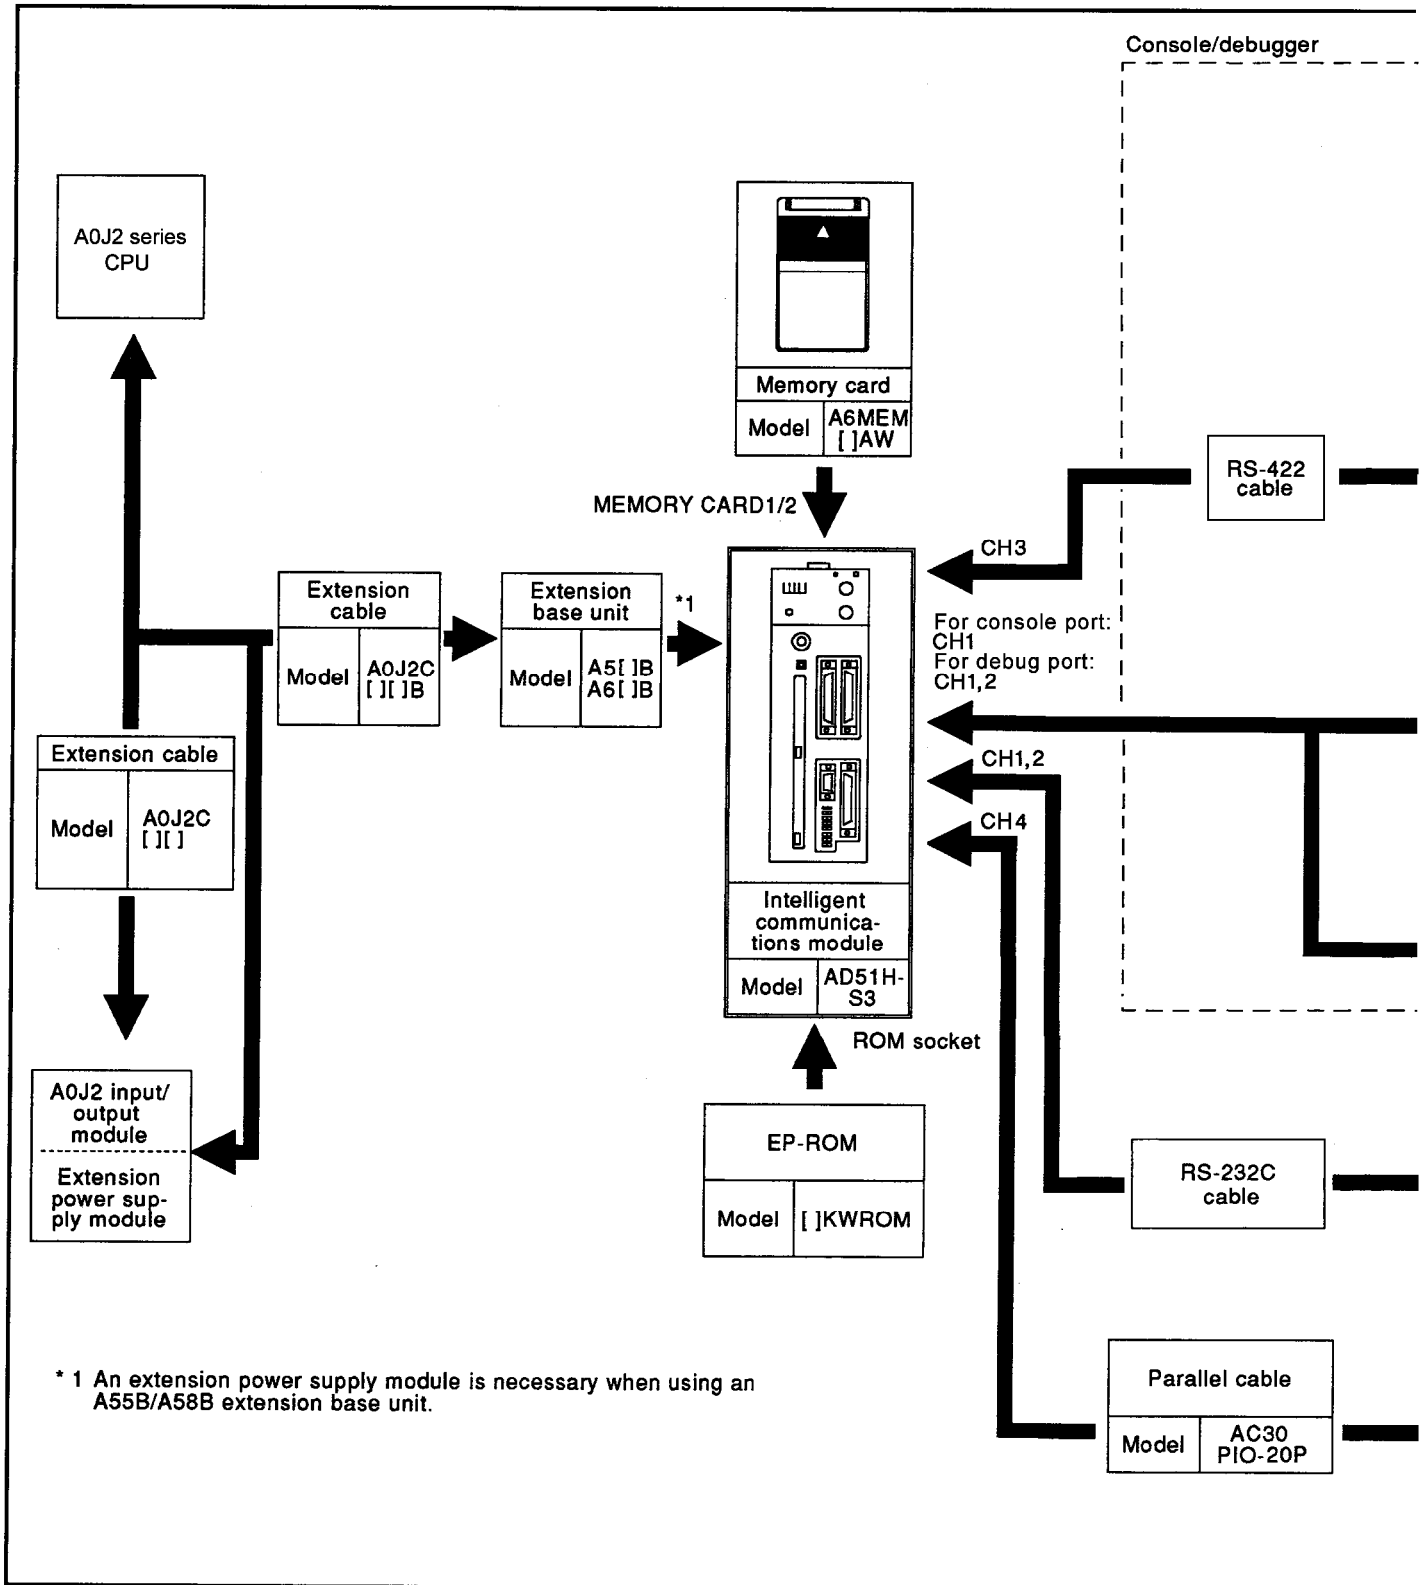 Console/debugger
A0J2 series
CPU
Memory card
Model
A6MEM
[ ]AW
MEMORY CARD1/2
RS-422
cable
CH3
For console port:
CH1
For debug port:
CH1,2
Extension
cable
Model
A0J2C
[ ][ ]B
Extension
base unit
Model
A5[ ]B
A6[ ]B
*1
Extension cable
Model
A0J2C
[ ][ ]
CH1,2
CH4
Intelligent
communica-
tions module
Model
AD51H-
S3
ROM socket
A0J2 input/
output
module
Extension
power sup-
ply module
EP-ROM
Model
[ ]KWROM
RS-232C
cable
Parallel cable
Model
AC30
PIO-20P
* 1 An extension power supply module is necessary when using an
A55B/A58B extension base unit.